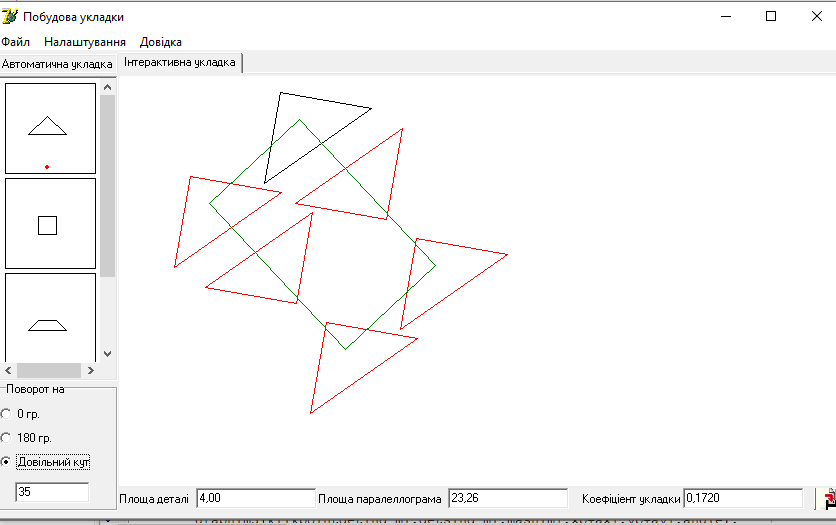 Побудова укладки
Файл Налаштування Довідка
Автоматична укладка Інтерактивна укладка
Поворот на
0 гр.
180 гр.
Довільний кут
35
Площа деталі 4,00 Площа паралеллограма 23,26 Коефіцієнт укладки 0,1720